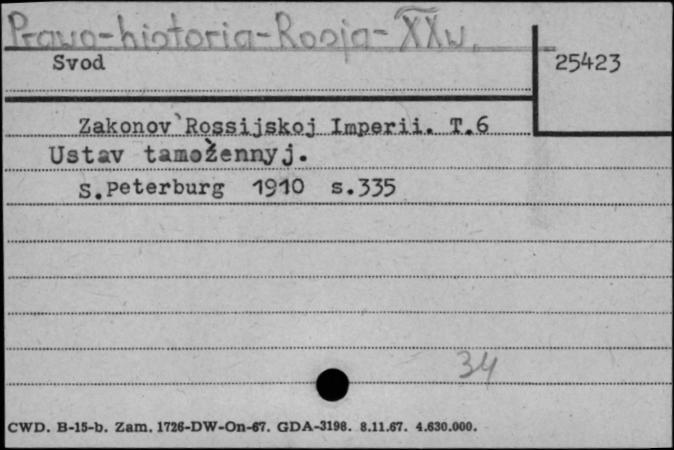 Prawo-historia-Rosja-XXw.
Svod
25423
Zakonov Rossijskoj Imperii. T.6
Ustav tamožennyj.
S.Peterburg 1910 s.335
34
CWD. B-15-b. Zam. 1726-DW-On-67. GDA-3198. 8.11.67. 4.630.000.